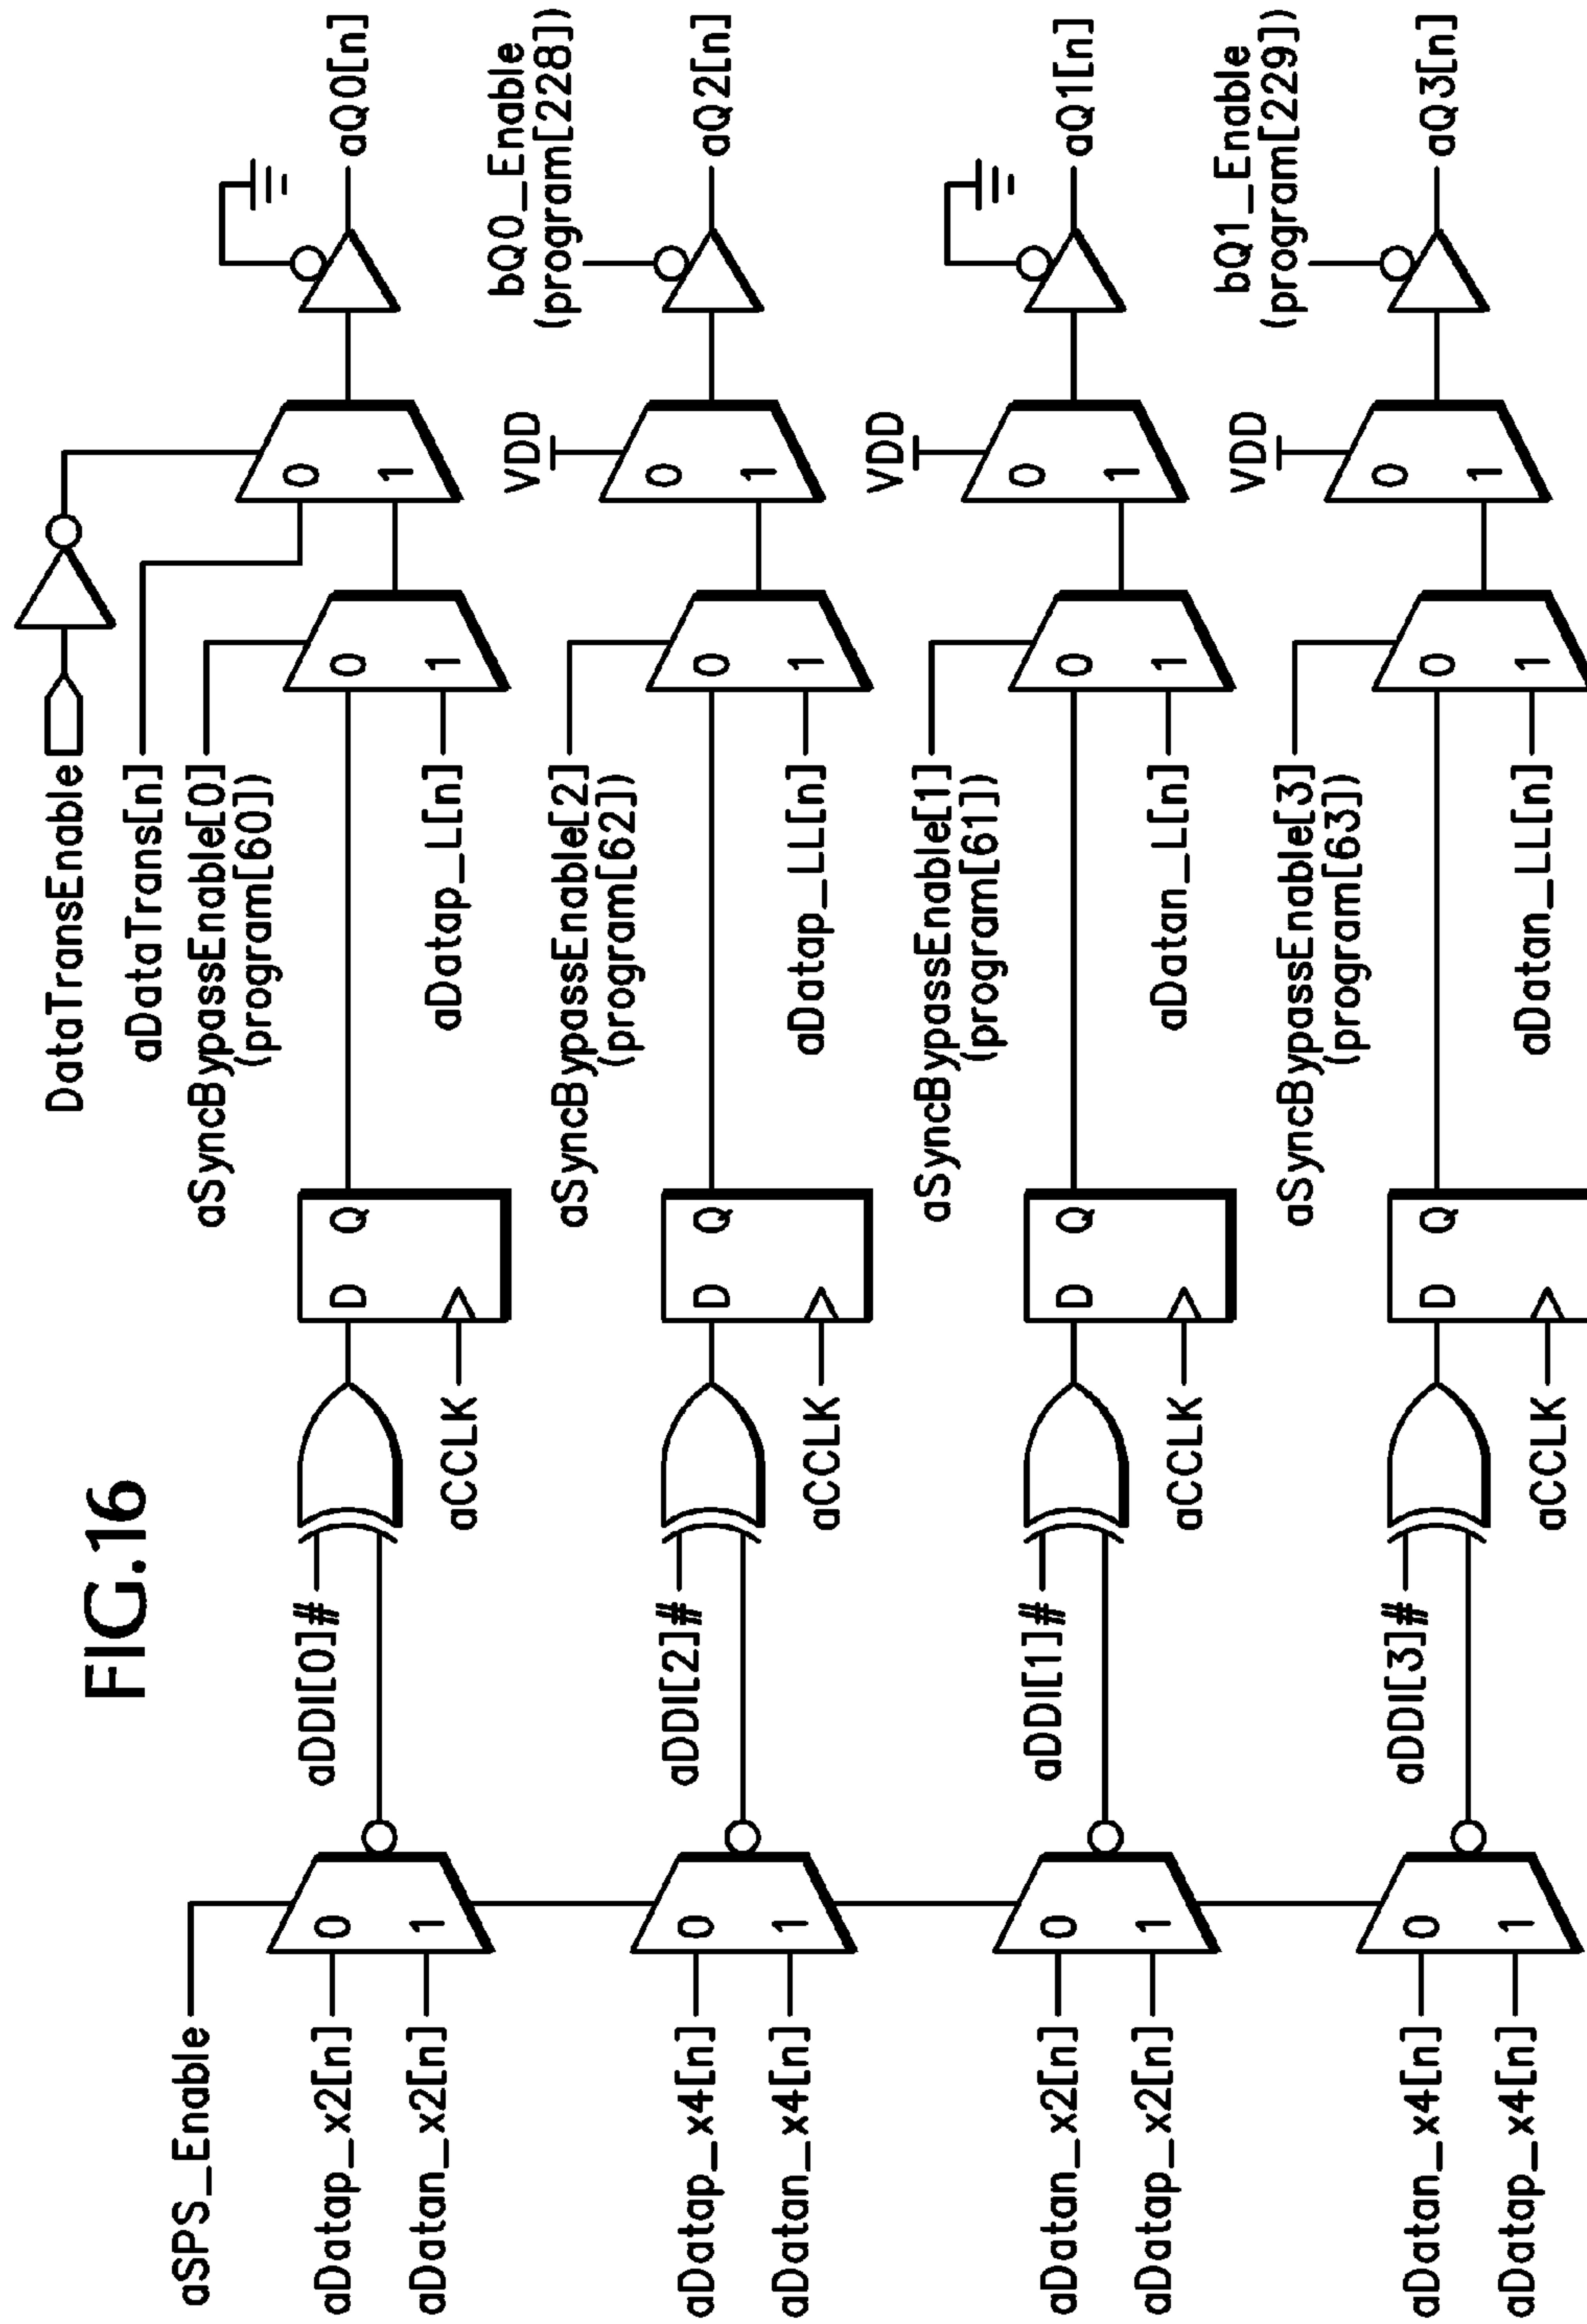 FIG.16
aSPS_Enable
aDatap_x2[n]
aDatan_x2[n]
0
1
aDDI[0]#
aCCLK
D Q
DataTransEnable
aDataTrans[n]
aSyncBypassEnable[0]
(program[60])
aDatap_L[n]
0
1
0
1
aQ0[n]
aDatap_x4[n]
aDatan_x4[n]
0
1
aDDI[2]#
aCCLK
D Q
aSyncBypassEnable[2]
(program[62])
aDatap_LL[n]
0
1
VDD
0
1
bQ0_Enable
(program[228])
aQ2[n]
aDatan_x2[n]
aDatap_x2[n]
0
1
aDDI[1]#
aCCLK
D Q
aSyncBypassEnable[1]
(program[61])
aDatan_L[n]
0
1
VDD
0
1
aQ1[n]
aDatan_x4[n]
aDatap_x4[n]
0
1
aDDI[3]#
aCCLK
D Q
aSyncBypassEnable[3]
(program[63])
aDatan_LL[n]
0
1
VDD
0
1
bQ1_Enable
(program[229])
aQ3[n]